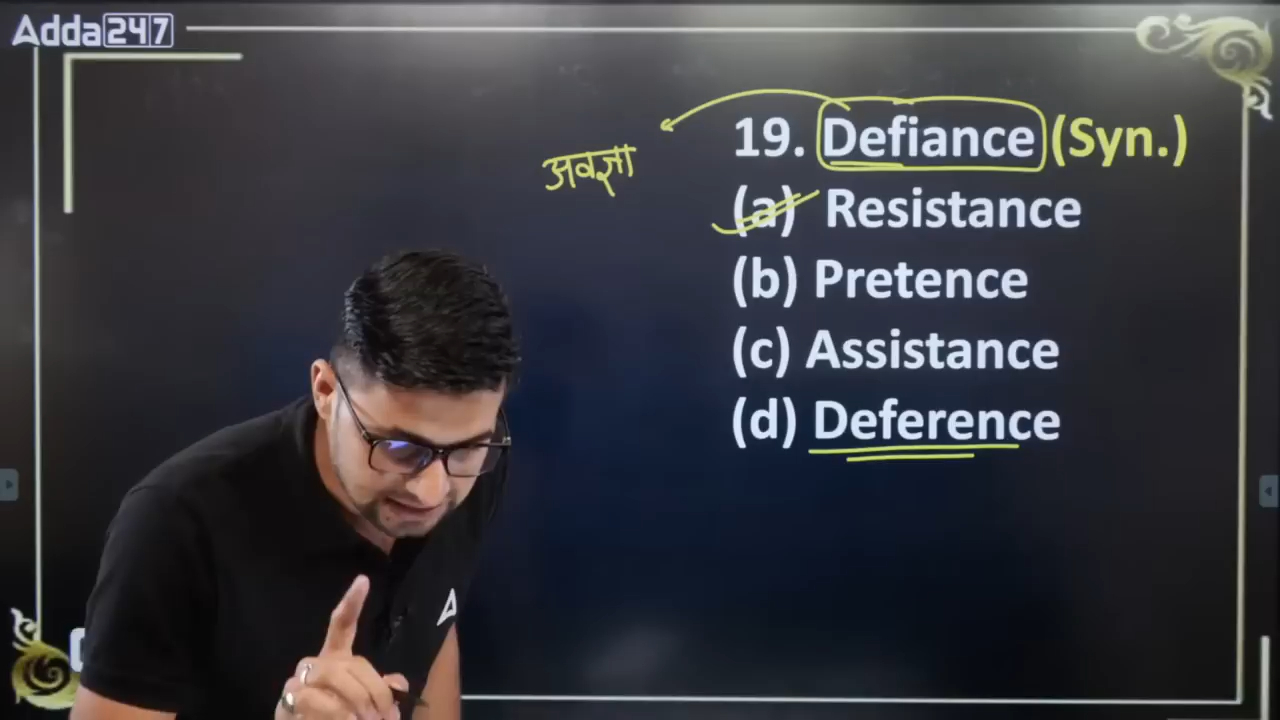 Adda247
19. Defiance (Syn.)
अवज्ञा
(a) Resistance
(b) Pretence
(c) Assistance
(d) Deference